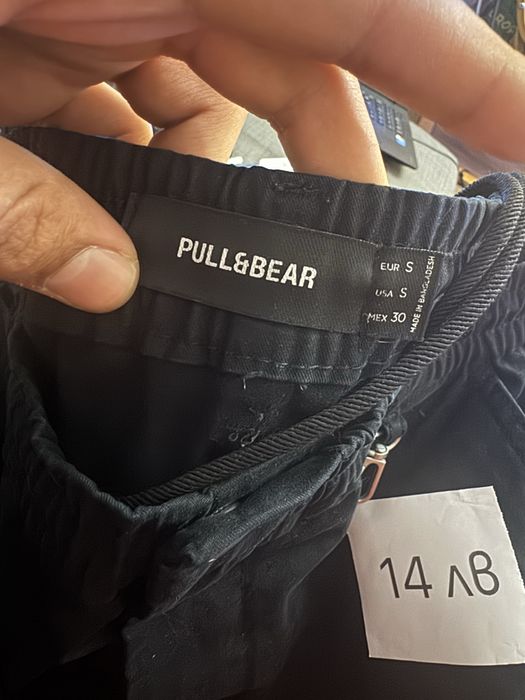 PULL&BEAR
EUR S
USA S
MEX 30
MADE IN BANGLADESH
14 лв